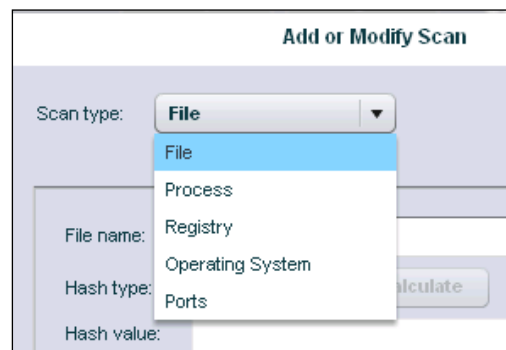 Add or Modify Scan
Scan type: File
File
Process
File name:
Registry
Operating System
Hash type:
Ports
Hash value: